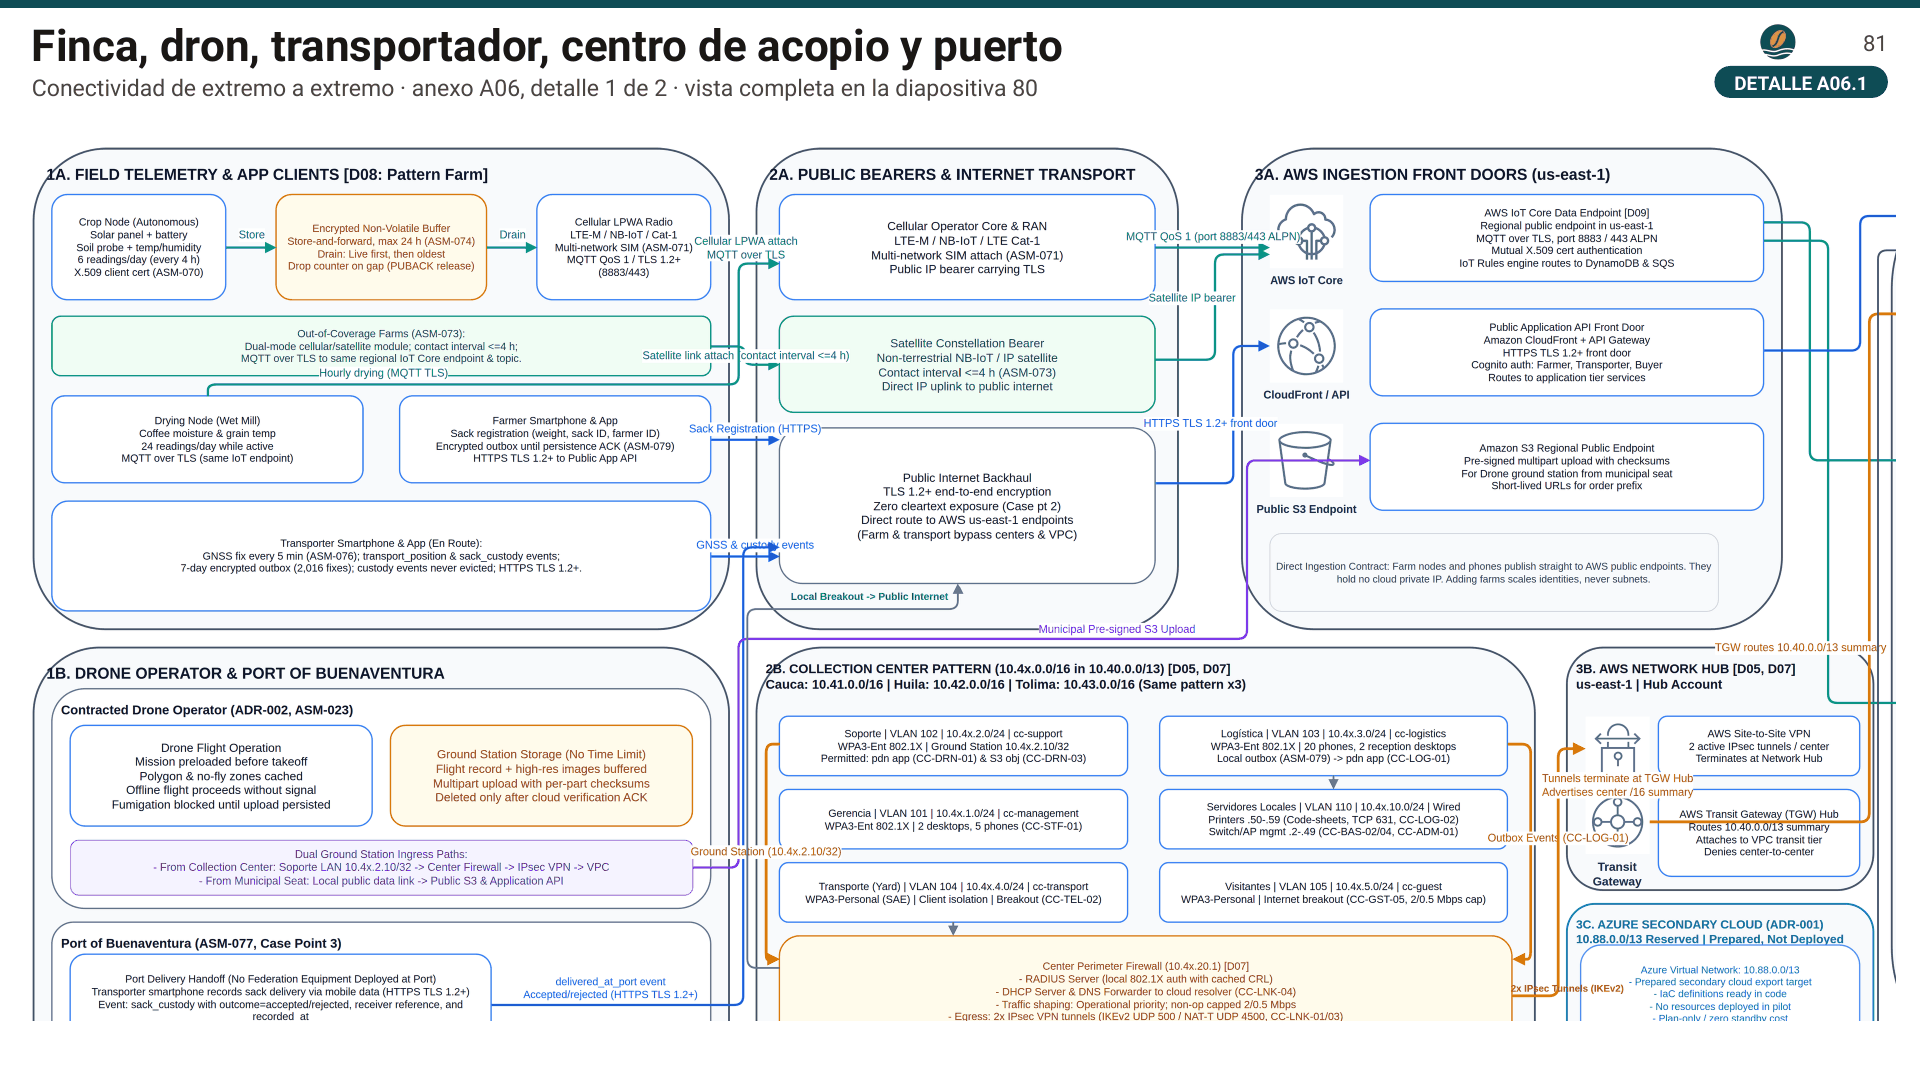 Finca, dron, transportador, centro de acopio y puerto
81
Conectividad de extremo a extremo · anexo A06, detalle 1 de 2 · vista completa en la diapositiva 80
DETALLE A06.1
1A. FIELD TELEMETRY & APP CLIENTS [D08: Pattern Farm]
Crop Node (Autonomous)
Solar panel + battery
Soil probe + temp/humidity
6 readings/day (every 4 h)
X.509 client cert (ASM-070)
Store
Encrypted Non-Volatile Buffer
Store-and-forward, max 24 h (ASM-074)
Drain: Live first, then oldest
Drop counter on gap (PUBACK release)
Drain
Cellular LPWA Radio
LTE-M / NB-IoT / Cat-1
Multi-network SIM (ASM-071)
MQTT QoS 1 / TLS 1.2+
(8883/443)
Cellular LPWA attach
MQTT over TLS
Out-of-Coverage Farms (ASM-073):
Dual-mode cellular/satellite module; contact interval <=4 h;
MQTT over TLS to same regional IoT Core endpoint & topic.
Satellite link attach (contact interval <=4 h)
Hourly drying (MQTT TLS)
Drying Node (Wet Mill)
Coffee moisture & grain temp
24 readings/day while active
MQTT over TLS (same IoT endpoint)
Farmer Smartphone & App
Sack registration (weight, sack ID, farmer ID)
Encrypted outbox until persistence ACK (ASM-079)
HTTPS TLS 1.2+ to Public App API
Sack Registration (HTTPS)
Transporter Smartphone & App (En Route):
GNSS fix every 5 min (ASM-076); transport_position & sack_custody events;
7-day encrypted outbox (2,016 fixes); custody events never evicted; HTTPS TLS 1.2+.
GNSS & custody events
2A. PUBLIC BEARERS & INTERNET TRANSPORT
Cellular Operator Core & RAN
LTE-M / NB-IoT / LTE Cat-1
Multi-network SIM attach (ASM-071)
Public IP bearer carrying TLS
MQTT QoS 1 (port 8883/443 ALPN)
Satellite IP bearer
Satellite Constellation Bearer
Non-terrestrial NB-IoT / IP satellite
Contact interval <=4 h (ASM-073)
Direct IP uplink to public internet
HTTPS TLS 1.2+ front door
Public Internet Backhaul
TLS 1.2+ end-to-end encryption
Zero cleartext exposure (Case pt 2)
Direct route to AWS us-east-1 endpoints
(Farm & transport bypass centers & VPC)
Local Breakout -> Public Internet
Municipal Pre-signed S3 Upload
3A. AWS INGESTION FRONT DOORS (us-east-1)
AWS IoT Core
AWS IoT Core Data Endpoint [D09]
Regional public endpoint in us-east-1
MQTT over TLS, port 8883 / 443 ALPN
Mutual X.509 cert authentication
IoT Rules engine routes to DynamoDB & SQS
CloudFront / API
Public Application API Front Door
Amazon CloudFront + API Gateway
HTTPS TLS 1.2+ front door
Cognito auth: Farmer, Transporter, Buyer
Routes to application tier services
Public S3 Endpoint
Amazon S3 Regional Public Endpoint
Pre-signed multipart upload with checksums
For Drone ground station from municipal seat
Short-lived URLs for order prefix
Direct Ingestion Contract: Farm nodes and phones publish straight to AWS public endpoints. They
hold no cloud private IP. Adding farms scales identities, never subnets.
1B. DRONE OPERATOR & PORT OF BUENAVENTURA
Contracted Drone Operator (ADR-002, ASM-023)
Drone Flight Operation
Mission preloaded before takeoff
Polygon & no-fly zones cached
Offline flight proceeds without signal
Fumigation blocked until upload persisted
Ground Station Storage (No Time Limit)
Flight record + high-res images buffered
Multipart upload with per-part checksums
Deleted only after cloud verification ACK
Dual Ground Station Ingress Paths:
- From Collection Center: Soporte LAN 10.4x.2.10/32 -> Center Firewall -> IPsec VPN -> VPC
- From Municipal Seat: Local public data link -> Public S3 & Application API
Ground Station (10.4x.2.10/32)
Port of Buenaventura (ASM-077, Case Point 3)
Port Delivery Handoff (No Federation Equipment Deployed at Port)
Transporter smartphone records sack delivery via mobile data (HTTPS TLS 1.2+)
Event: sack_custody with outcome=accepted/rejected, receiver reference, and
recorded_at
delivered_at_port event
Accepted/rejected (HTTPS TLS 1.2+)
2B. COLLECTION CENTER PATTERN (10.4x.0.0/16 in 10.40.0.0/13) [D05, D07]
Cauca: 10.41.0.0/16 | Huila: 10.42.0.0/16 | Tolima: 10.43.0.0/16 (Same pattern x3)
Soporte | VLAN 102 | 10.4x.2.0/24 | cc-support
WPA3-Ent 802.1X | Ground Station 10.4x.2.10/32
Permitted: pdn app (CC-DRN-01) & S3 obj (CC-DRN-03)
Logística | VLAN 103 | 10.4x.3.0/24 | cc-logistics
WPA3-Ent 802.1X | 20 phones, 2 reception desktops
Local outbox (ASM-079) -> pdn app (CC-LOG-01)
Gerencia | VLAN 101 | 10.4x.1.0/24 | cc-management
WPA3-Ent 802.1X | 2 desktops, 5 phones (CC-STF-01)
Servidores Locales | VLAN 110 | 10.4x.10.0/24 | Wired
Printers .50-.59 (Code-sheets, TCP 631, CC-LOG-02)
Switch/AP mgmt .2-.49 (CC-BAS-02/04, CC-ADM-01)
Outbox Events (CC-LOG-01)
Transporte (Yard) | VLAN 104 | 10.4x.4.0/24 | cc-transport
WPA3-Personal (SAE) | Client isolation | Breakout (CC-TEL-02)
Visitantes | VLAN 105 | 10.4x.5.0/24 | cc-guest
WPA3-Personal | Internet breakout (CC-GST-05, 2/0.5 Mbps cap)
Center Perimeter Firewall (10.4x.20.1) [D07]
- RADIUS Server (local 802.1X auth with cached CRL)
- DHCP Server & DNS Forwarder to cloud resolver (CC-LNK-04)
- Traffic shaping: Operational priority; non-op capped 2/0.5 Mbps
- Egress: 2x IPsec VPN tunnels (IKEv2 UDP 500 / NAT-T UDP 4500, CC-LNK-01/03)
2x IPsec Tunnels (IKEv2)
TGW routes 10.40.0.0/13 summary
3B. AWS NETWORK HUB [D05, D07]
us-east-1 | Hub Account
AWS Site-to-Site VPN
2 active IPsec tunnels / center
Terminates at Network Hub
Tunnels terminate at TGW Hub
Advertises center /16 summary
AWS Transit Gateway (TGW) Hub
Routes 10.40.0.0/13 summary
Attaches to VPC transit tier
Denies center-to-center
Transit
Gateway
3C. AZURE SECONDARY CLOUD (ADR-001)
10.88.0.0/13 Reserved | Prepared, Not Deployed
Azure Virtual Network: 10.88.0.0/13
- Prepared secondary cloud export target
- IaC definitions ready in code
- No resources deployed in pilot
- Plan-only / zero standby cost